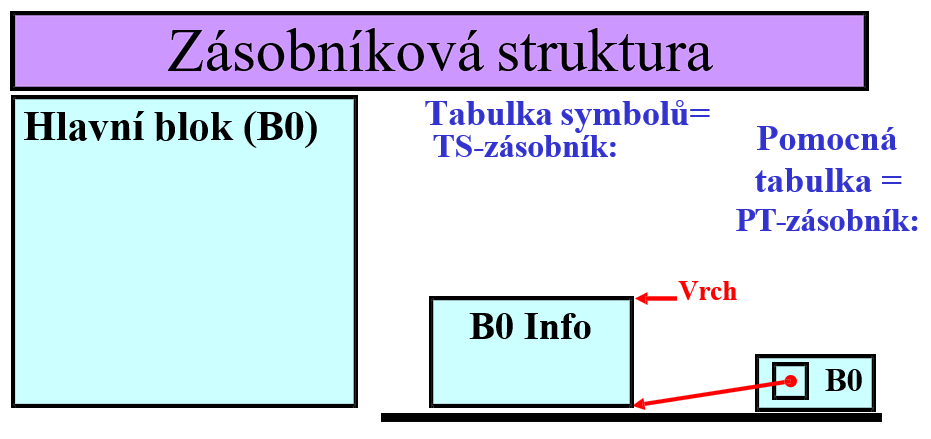 Zásobníková struktura
Hlavní blok (B0)
Tabulka symbolů=
TS-zásobník:
Pomocná
tabulka =
PT-zásobník:
Vrch
B0 Info
B0